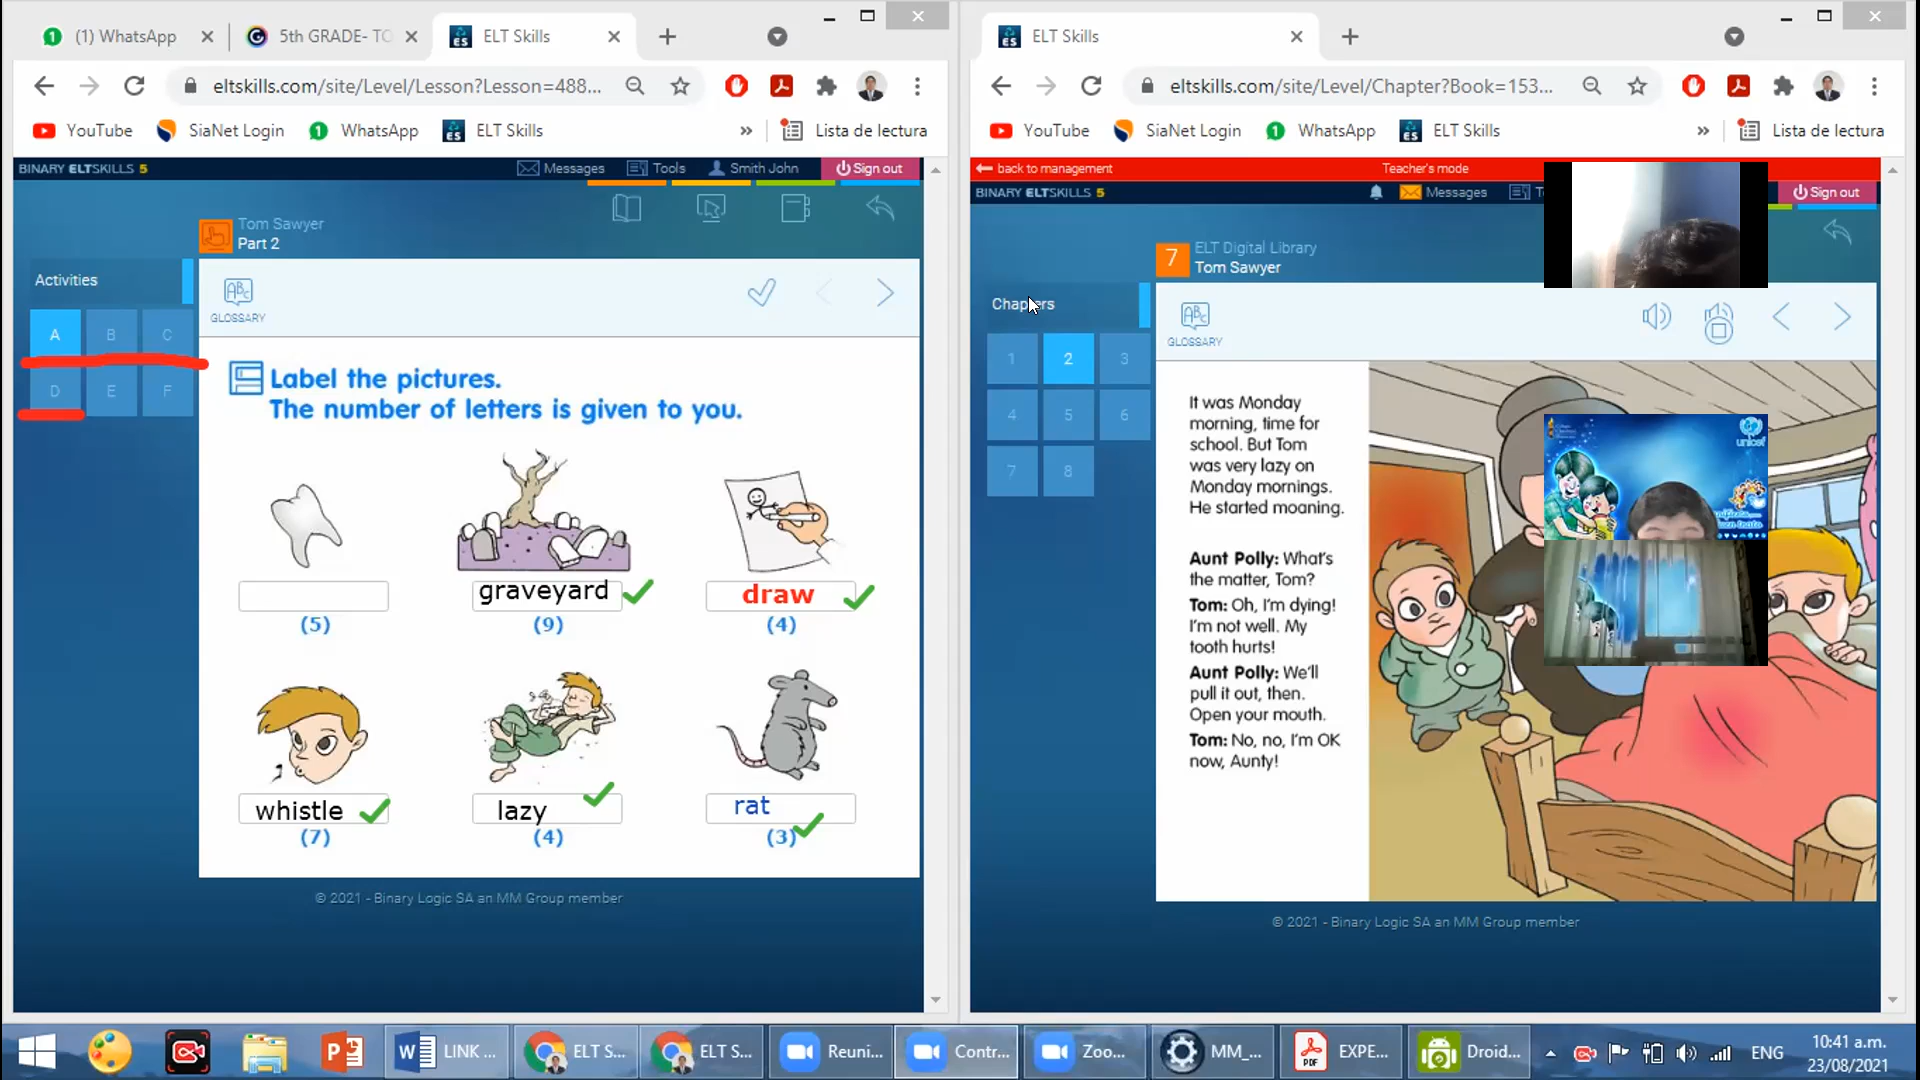 (1) WhatsApp
5th GRADE- TO
ELT Skills
eltskills.com/site/Level/Lesson?Lesson=488...
YouTube
SiaNet Login
WhatsApp
ELT Skills
»
Lista de lectura
BINARY ELTSKILLS 5
Messages
Tools
Smith John
Sign out
Tom Sawyer
Part 2
Activities
A B C
D E F
ABC
GLOSSARY
Label the pictures.
The number of letters is given to you.
graveyard
draw
(5)
(9)
(4)
whistle
lazy
rat
(7)
(4)
(3)
© 2021 - Binary Logic SA an MM Group member
ELT Skills
eltskills.com/site/Level/Chapter?Book=153...
YouTube
SiaNet Login
WhatsApp
ELT Skills
»
Lista de lectura
back to management
Teacher's mode
BINARY ELTSKILLS 5
Messages
Sign out
7
ELT Digital Library
Tom Sawyer
Chapters
1 2 3
4 5 6
7 8
ABC
GLOSSARY
It was Monday
morning, time for
school. But Tom
was very lazy on
Monday mornings.
He started moaning.
Aunt Polly: What's
the matter, Tom?
Tom: Oh, I'm dying!
I'm not well. My
tooth hurts!
Aunt Polly: We'll
pull it out, then.
Open your mouth.
Tom: No, no, I'm OK
now, Aunty!
unicef
© 2021 - Binary Logic SA an MM Group member
LINK ...
ELT S...
ELT S...
Reuni...
Contr...
Zoo...
MM_...
EXPE...
Droid...
ENG
10:41 a.m.
23/08/2021